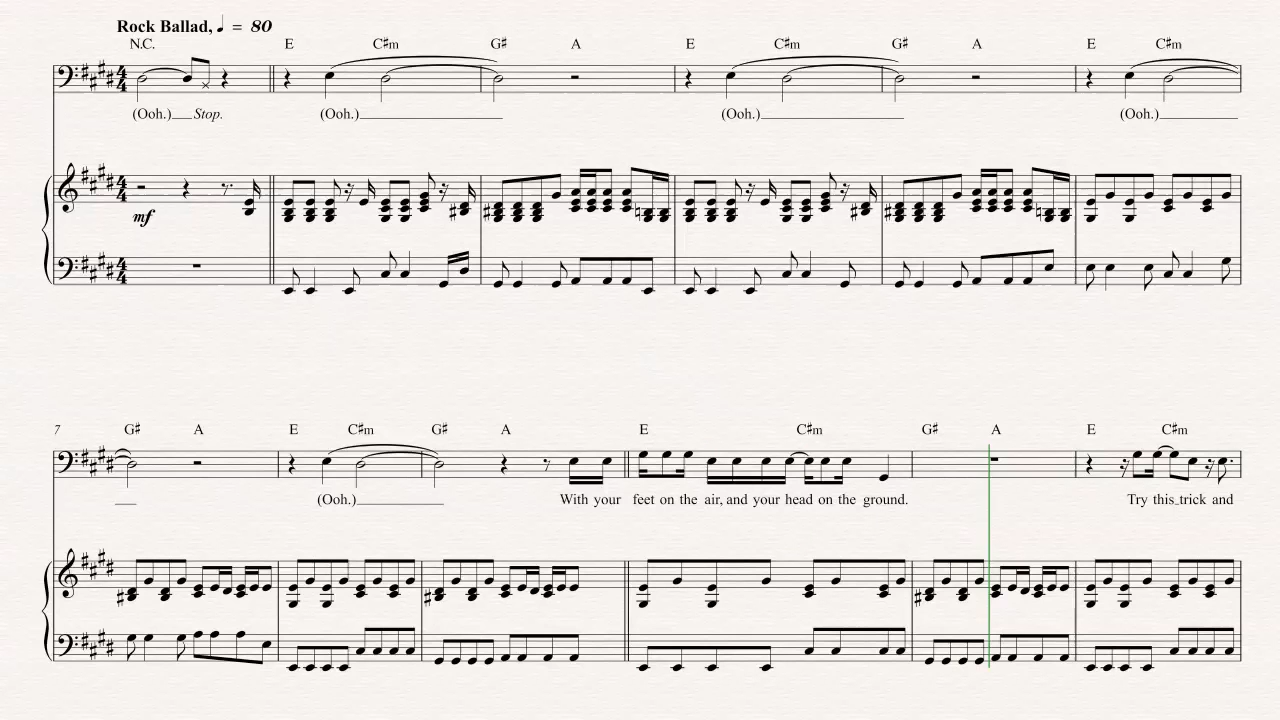 Rock Ballad, ♩ = 80
N.C. E C♯m G♯ A E C♯m G♯ A E C♯m
(Ooh.) Stop. (Ooh.) (Ooh.) (Ooh.)
mf
7 G♯ A E C♯m G♯ A E C♯m G♯ A E C♯m
(Ooh.) With your feet on the air, and your head on the ground. Try this trick and